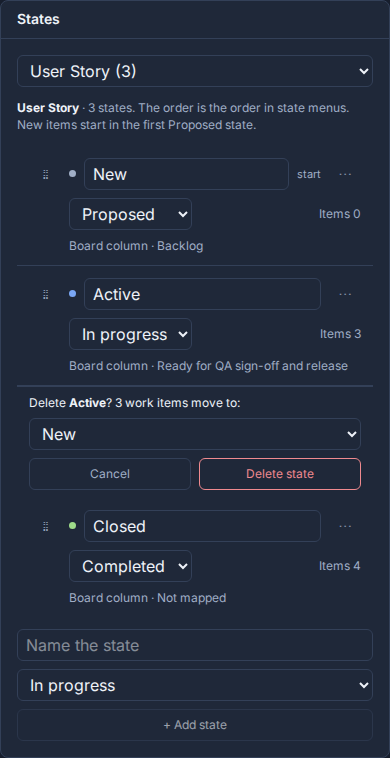 States
User Story (3)
User Story · 3 states. The order is the order in state menus.
New items start in the first Proposed state.
New
start
...
Proposed
Items 0
Board column · Backlog
Active
...
In progress
Items 3
Board column · Ready for QA sign-off and release
Delete Active? 3 work items move to:
New
Cancel
Delete state
Closed
...
Completed
Items 4
Board column · Not mapped
Name the state
In progress
+ Add state